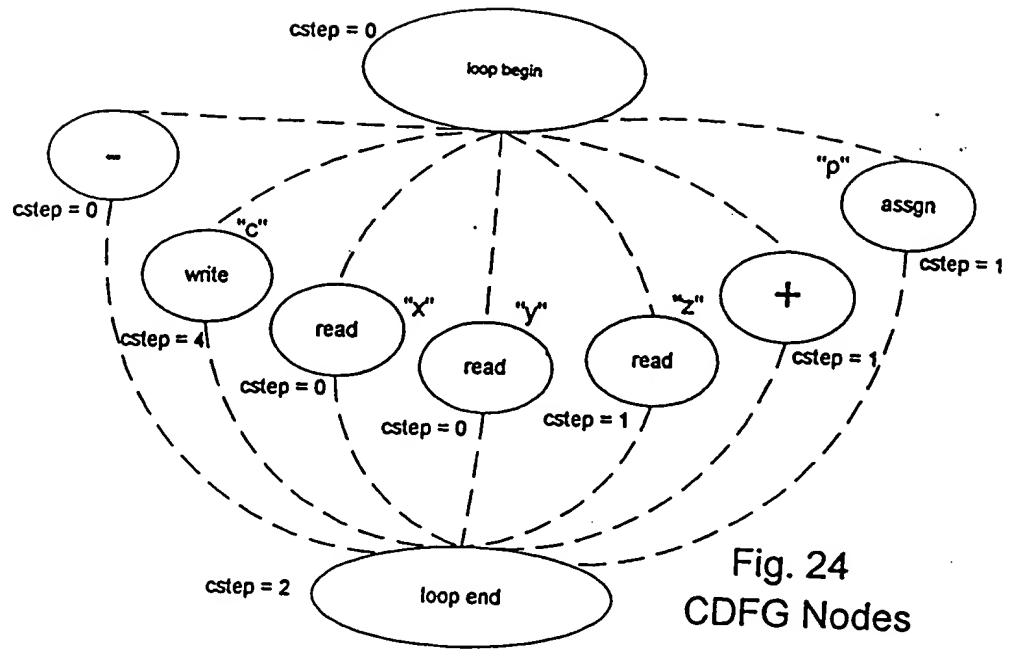 cstep = 0
loop begin
-
cstep = 0
"p"
assgn
cstep = 1
"c"
write
cstep = 4
"x"
read
cstep = 0
"y"
read
cstep = 0
"z"
read
cstep = 1
+
cstep = 1
cstep = 2
loop end
Fig. 24
CDFG Nodes